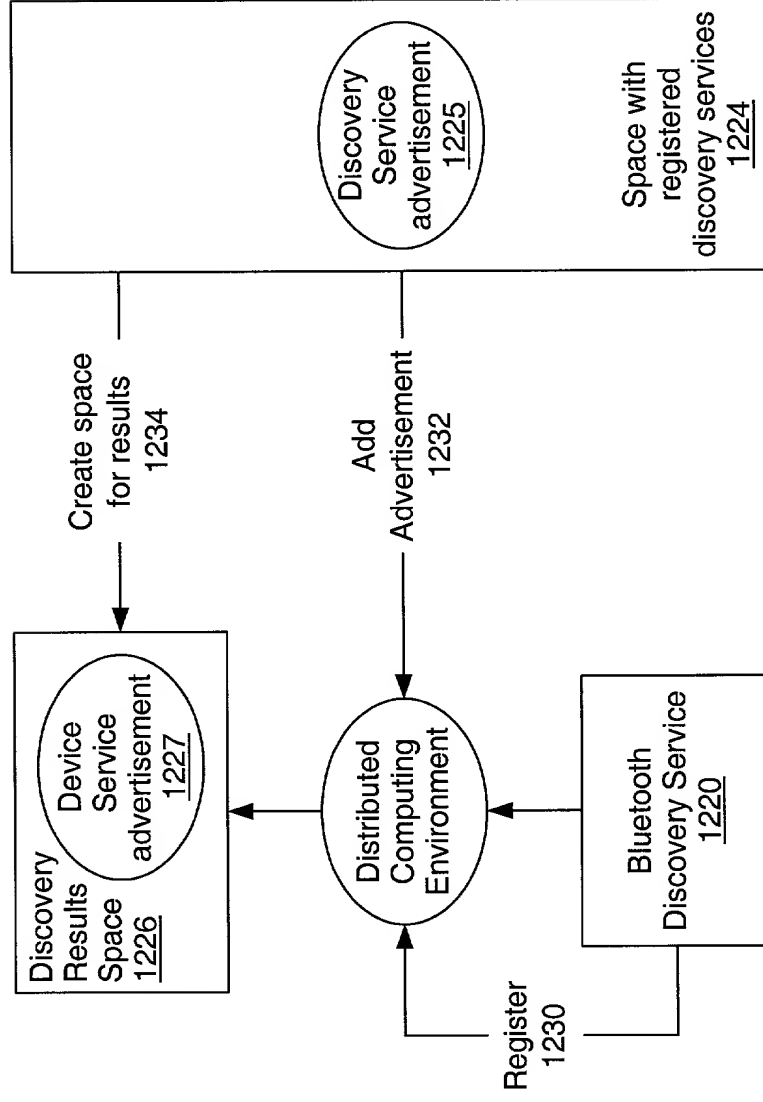 Discovery
Results
Space
1226
Device
Service
advertisement
1227
Create space
for results
1234
Discovery
Service
advertisement
1225
Space with
registered
discovery services
1224
Distributed
Computing
Environment
Add
Advertisement
1232
Register
1230
Bluetooth
Discovery Service
1220